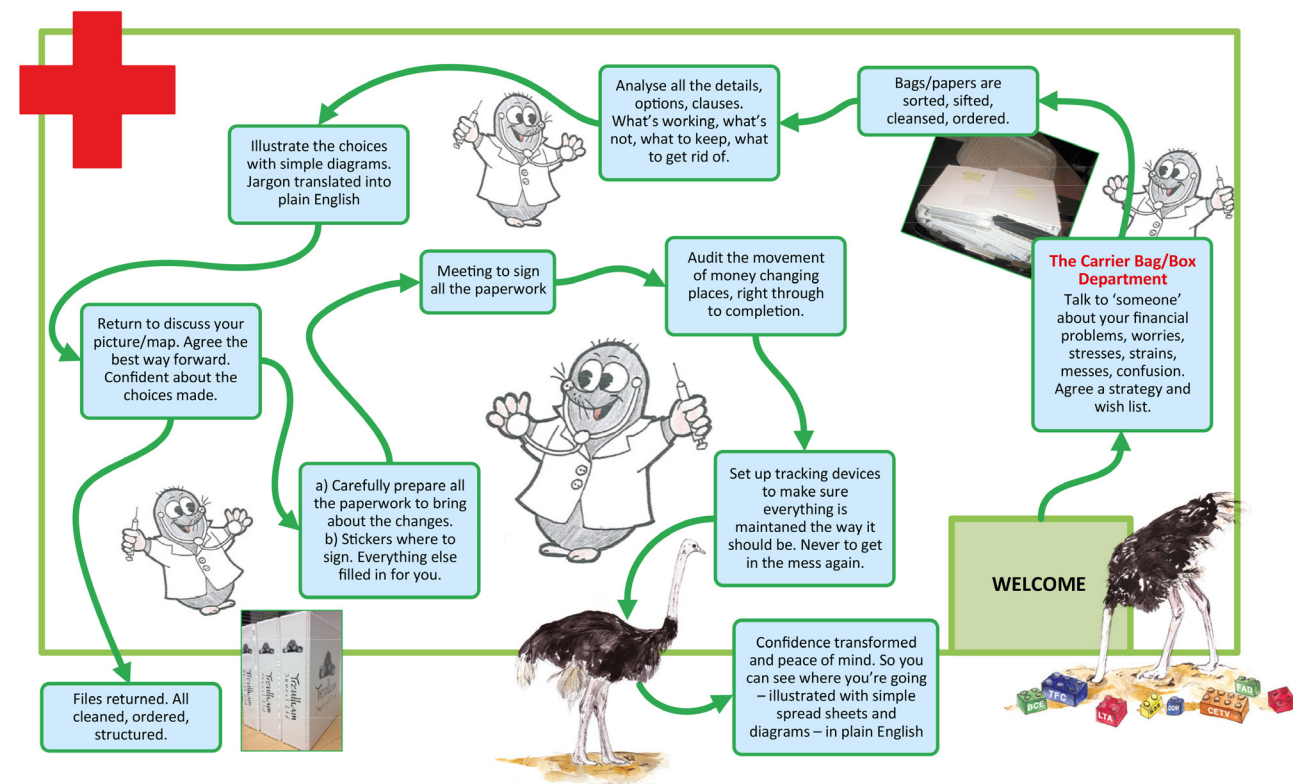 WELCOME
The Carrier Bag/Box
Department
Talk to ‘someone’
about your financial
problems, worries,
stresses, strains,
messes, confusion.
Agree a strategy and
wish list.
Bags/papers are
sorted, sifted,
cleansed, ordered.
Analyse all the details,
options, clauses.
What’s working, what’s
not, what to keep, what
to get rid of.
Illustrate the choices
with simple diagrams.
Jargon translated into
plain English
Return to discuss your
picture/map. Agree the
best way forward.
Confident about the
choices made.
Files returned. All
cleaned, ordered,
structured.
a) Carefully prepare all
the paperwork to bring
about the changes.
b) Stickers where to
sign. Everything else
filled in for you.
Meeting to sign
all the paperwork
Audit the movement
of money changing
places, right through
to completion.
Set up tracking devices
to make sure
everything is
maintaned the way it
should be. Never to get
in the mess again.
Confidence transformed
and peace of mind. So you
can see where you’re going
– illustrated with simple
spread sheets and
diagrams – in plain English
BCE
TFC
LTA
CETV
FAD